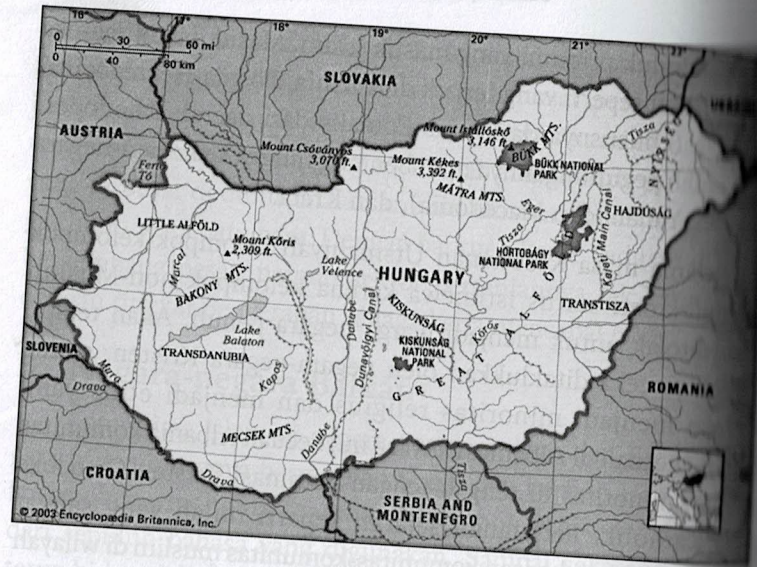 16° 17° 18° 19° 20° 21° 22°
0 30 60 mi
0 40 80 km
SLOVAKIA
AUSTRIA
Fertő
Tó
Mount Csóványos
3,070 ft.
Mount Istállóskő
3,146 ft.
BÜKK MTS.
BÜKK NATIONAL
PARK
Mount Kékes
3,392 ft.
MÁTRA MTS.
Tisza
NYÍRSÉG
Eger
Tisza
HAJDÚSÁG
Keleti Main Canal
HORTOBÁGY
NATIONAL PARK
LITTLE ALFÖLD
Mount Kőris
2,309 ft.
Marcal
BAKONY MTS.
Lake
Velence
HUNGARY
Danube
Dunavölgyi Canal
KISKUNSÁG
KISKUNSÁG
NATIONAL
PARK
Körös
TRANSTISZA
GREAT ALFÖLD
Lake
Balaton
TRANSDANUBIA
Kapos
SLOVENIA
Mura
Drava
MECSEK MTS.
Danube
ROMANIA
CROATIA
Drava
Tisza
SERBIA AND
MONTENEGRO
© 2003 Encyclopædia Britannica, Inc.